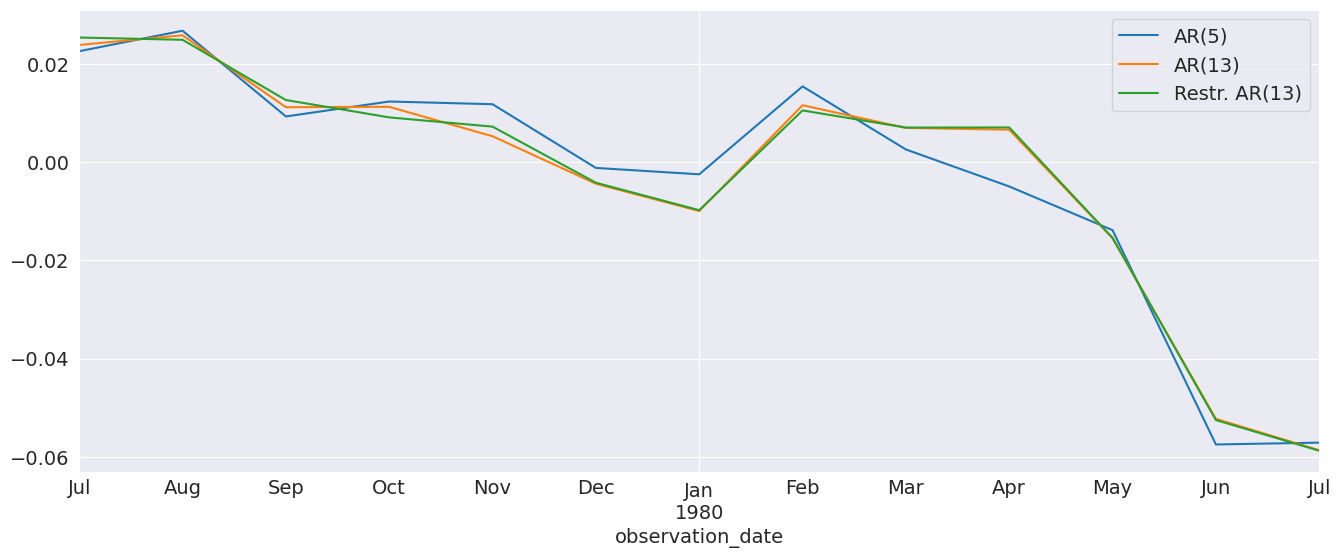 AR(5)
AR(13)
Restr. AR(13)
0.02
0.00
−0.02
−0.04
−0.06
Jul Aug Sep Oct Nov Dec Jan Feb Mar Apr May Jun Jul
1980
observation_date